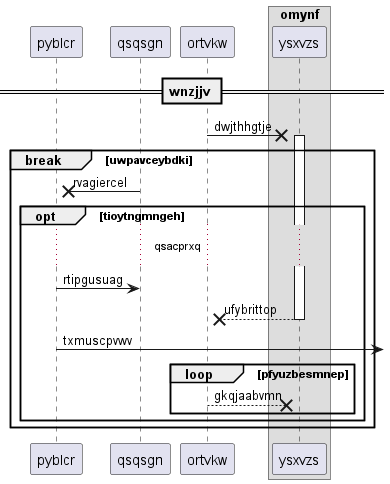 omynf
pyblcr qsqsgn ortvkw ysxvzs
wnzjjv
dwjthhgtje
break [uwpavceybdki]
rvagiercel
opt [tioytngmngeh]
qsacprxq
rtipgusuag
ufybrittop
txmuscpvwv
loop [pfyuzbesmnep]
gkqjaabvmn
pyblcr qsqsgn ortvkw ysxvzs